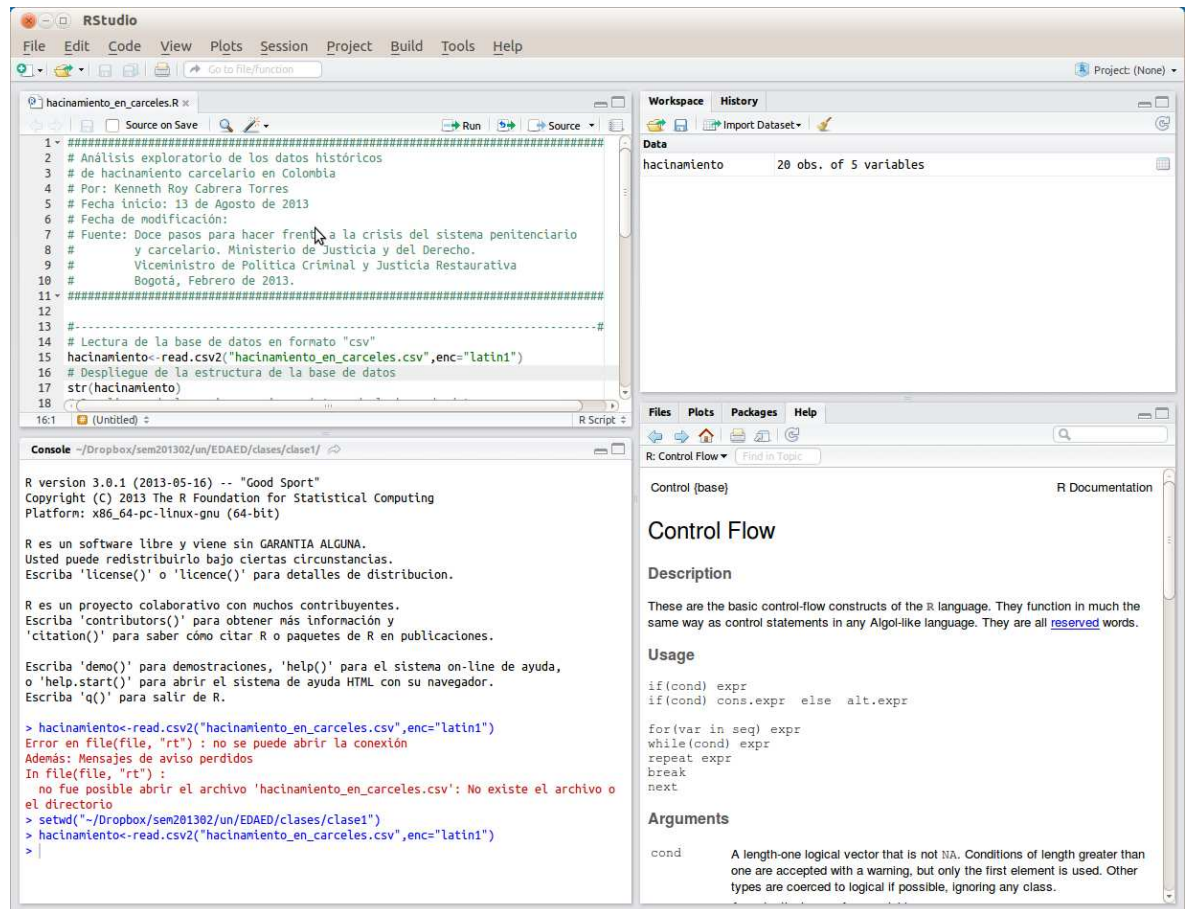 RStudio
File Edit Code View Plots Session Project Build Tools Help
Go to file/function
Project: (None)
hacinamiento_en_carceles.R
Source on Save
Run
Source
1 ################################################################################
2 # Análisis exploratorio de los datos históricos
3 # de hacinamiento carcelario en Colombia
4 # Por: Kenneth Roy Cabrera Torres
5 # Fecha inicio: 13 de Agosto de 2013
6 # Fecha de modificación:
7 # Fuente: Doce pasos para hacer frente a la crisis del sistema penitenciario
8 # y carcelario. Ministerio de Justicia y del Derecho.
9 # Viceministro de Política Criminal y Justicia Restaurativa
10 # Bogotá, Febrero de 2013.
11 ################################################################################
12
13 #------------------------------------------------------------------------------#
14 # Lectura de la base de datos en formato "csv"
15 hacinamiento<-read.csv2("hacinamiento_en_carceles.csv",enc="latin1")
16 # Despliegue de la estructura de la base de datos
17 str(hacinamiento)
18
16:1 (Untitled) R Script
Console ~/Dropbox/sem201302/un/EDAED/clases/clase1/
R version 3.0.1 (2013-05-16) -- "Good Sport"
Copyright (C) 2013 The R Foundation for Statistical Computing
Platform: x86_64-pc-linux-gnu (64-bit)
R es un software libre y viene sin GARANTIA ALGUNA.
Usted puede redistribuirlo bajo ciertas circunstancias.
Escriba 'license()' o 'licence()' para detalles de distribucion.
R es un proyecto colaborativo con muchos contribuyentes.
Escriba 'contributors()' para obtener más información y
'citation()' para saber cómo citar R o paquetes de R en publicaciones.
Escriba 'demo()' para demostraciones, 'help()' para el sistema on-line de ayuda,
o 'help.start()' para abrir el sistema de ayuda HTML con su navegador.
Escriba 'q()' para salir de R.
> hacinamiento<-read.csv2("hacinamiento_en_carceles.csv",enc="latin1")
Error en file(file, "rt") : no se puede abrir la conexión
Además: Mensajes de aviso perdidos
In file(file, "rt") :
no fue posible abrir el archivo 'hacinamiento_en_carceles.csv': No existe el archivo o
el directorio
> setwd("~/Dropbox/sem201302/un/EDAED/clases/clase1")
> hacinamiento<-read.csv2("hacinamiento_en_carceles.csv",enc="latin1")
>
Workspace History
Import Dataset
Data
hacinamiento 20 obs. of 5 variables
Files Plots Packages Help
R: Control Flow Find in Topic
Control {base} R Documentation
Control Flow
Description
These are the basic control-flow constructs of the R language. They function in much the
same way as control statements in any Algol-like language. They are all reserved words.
Usage
if(cond) expr
if(cond) cons.expr else alt.expr
for(var in seq) expr
while(cond) expr
repeat expr
break
next
Arguments
cond A length-one logical vector that is not NA. Conditions of length greater than
one are accepted with a warning, but only the first element is used. Other
types are coerced to logical if possible, ignoring any class.